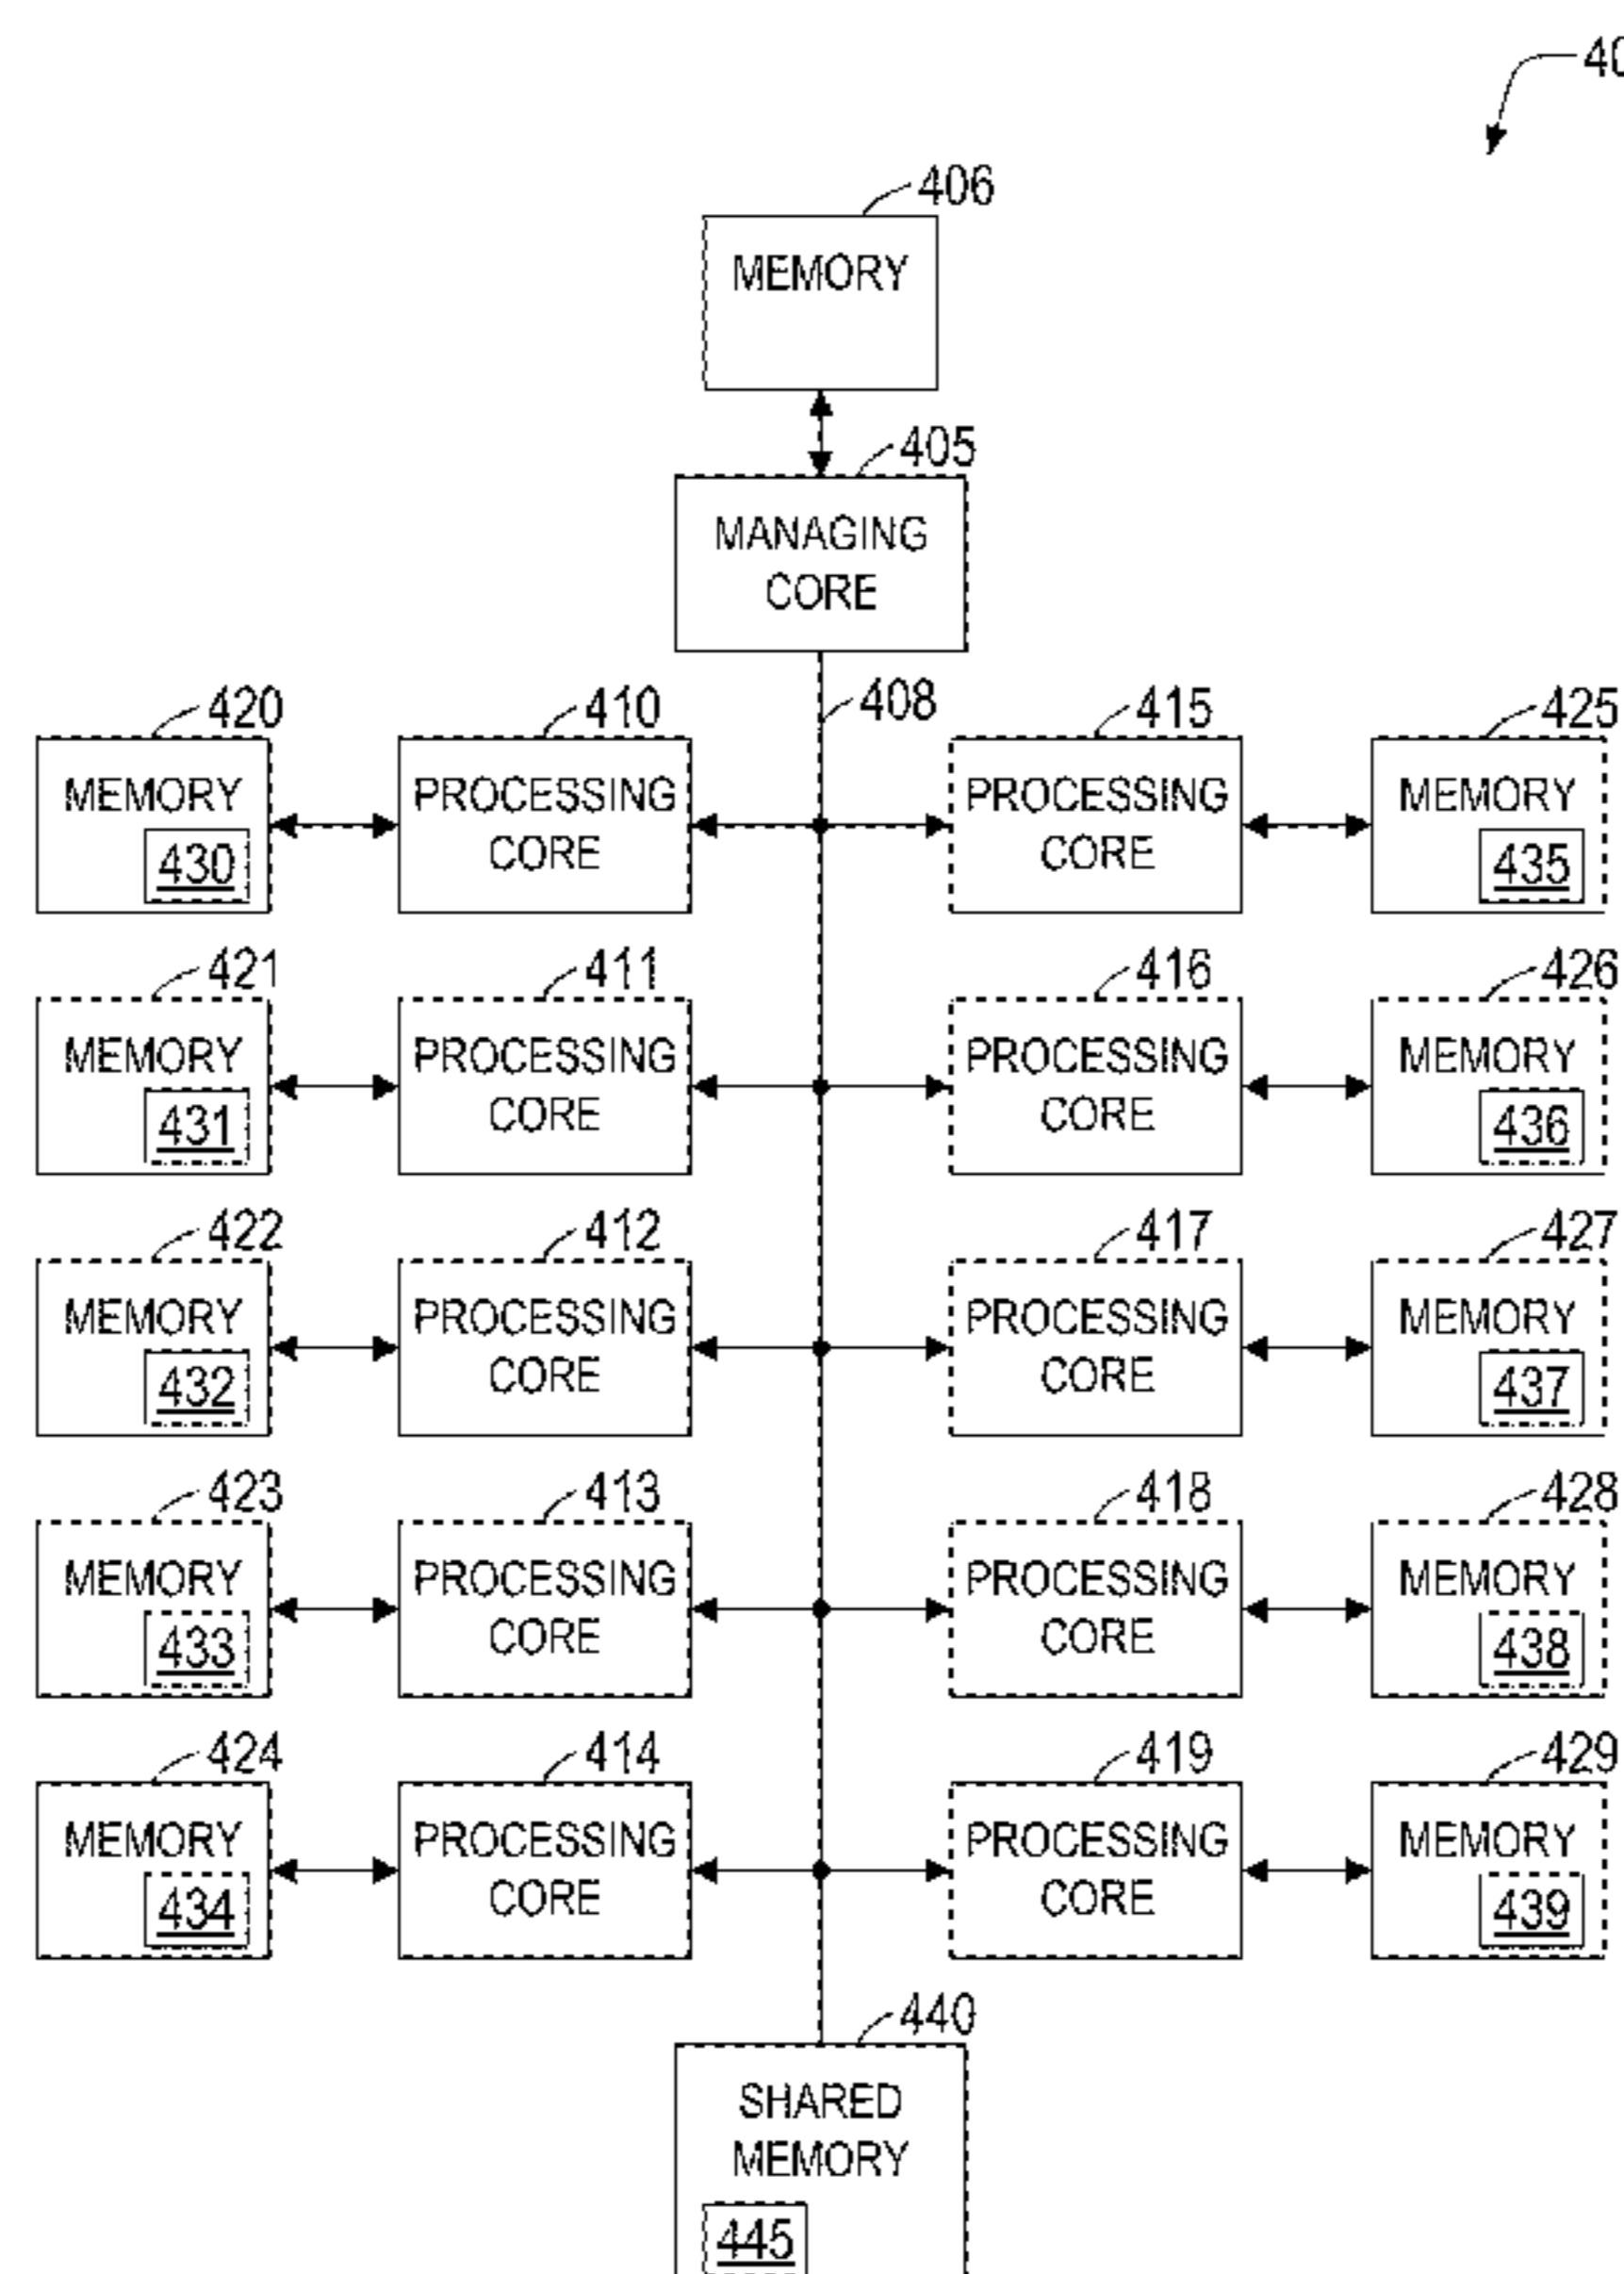 40
406
MEMORY
405
MANAGING
CORE
408
420
410
415
425
MEMORY
PROCESSING
CORE
PROCESSING
CORE
MEMORY
430
435
421
411
416
426
MEMORY
PROCESSING
CORE
PROCESSING
CORE
MEMORY
431
436
422
412
417
427
MEMORY
PROCESSING
CORE
PROCESSING
CORE
MEMORY
432
437
423
413
418
428
MEMORY
PROCESSING
CORE
PROCESSING
CORE
MEMORY
433
438
424
414
419
429
MEMORY
PROCESSING
CORE
PROCESSING
CORE
MEMORY
434
439
440
SHARED
MEMORY
445